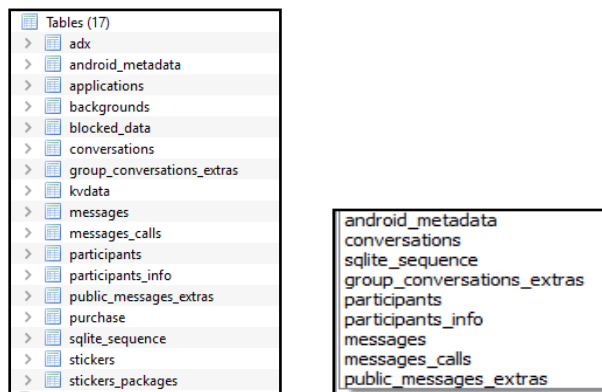 Tables (17)
adx
android_metadata
applications
backgrounds
blocked_data
conversations
group_conversations_extras
kvdata
messages
messages_calls
participants
participants_info
public_messages_extras
purchase
sqlite_sequence
stickers
stickers_packages
android_metadata
conversations
sqlite_sequence
group_conversations_extras
participants
participants_info
messages
messages_calls
public_messages_extras